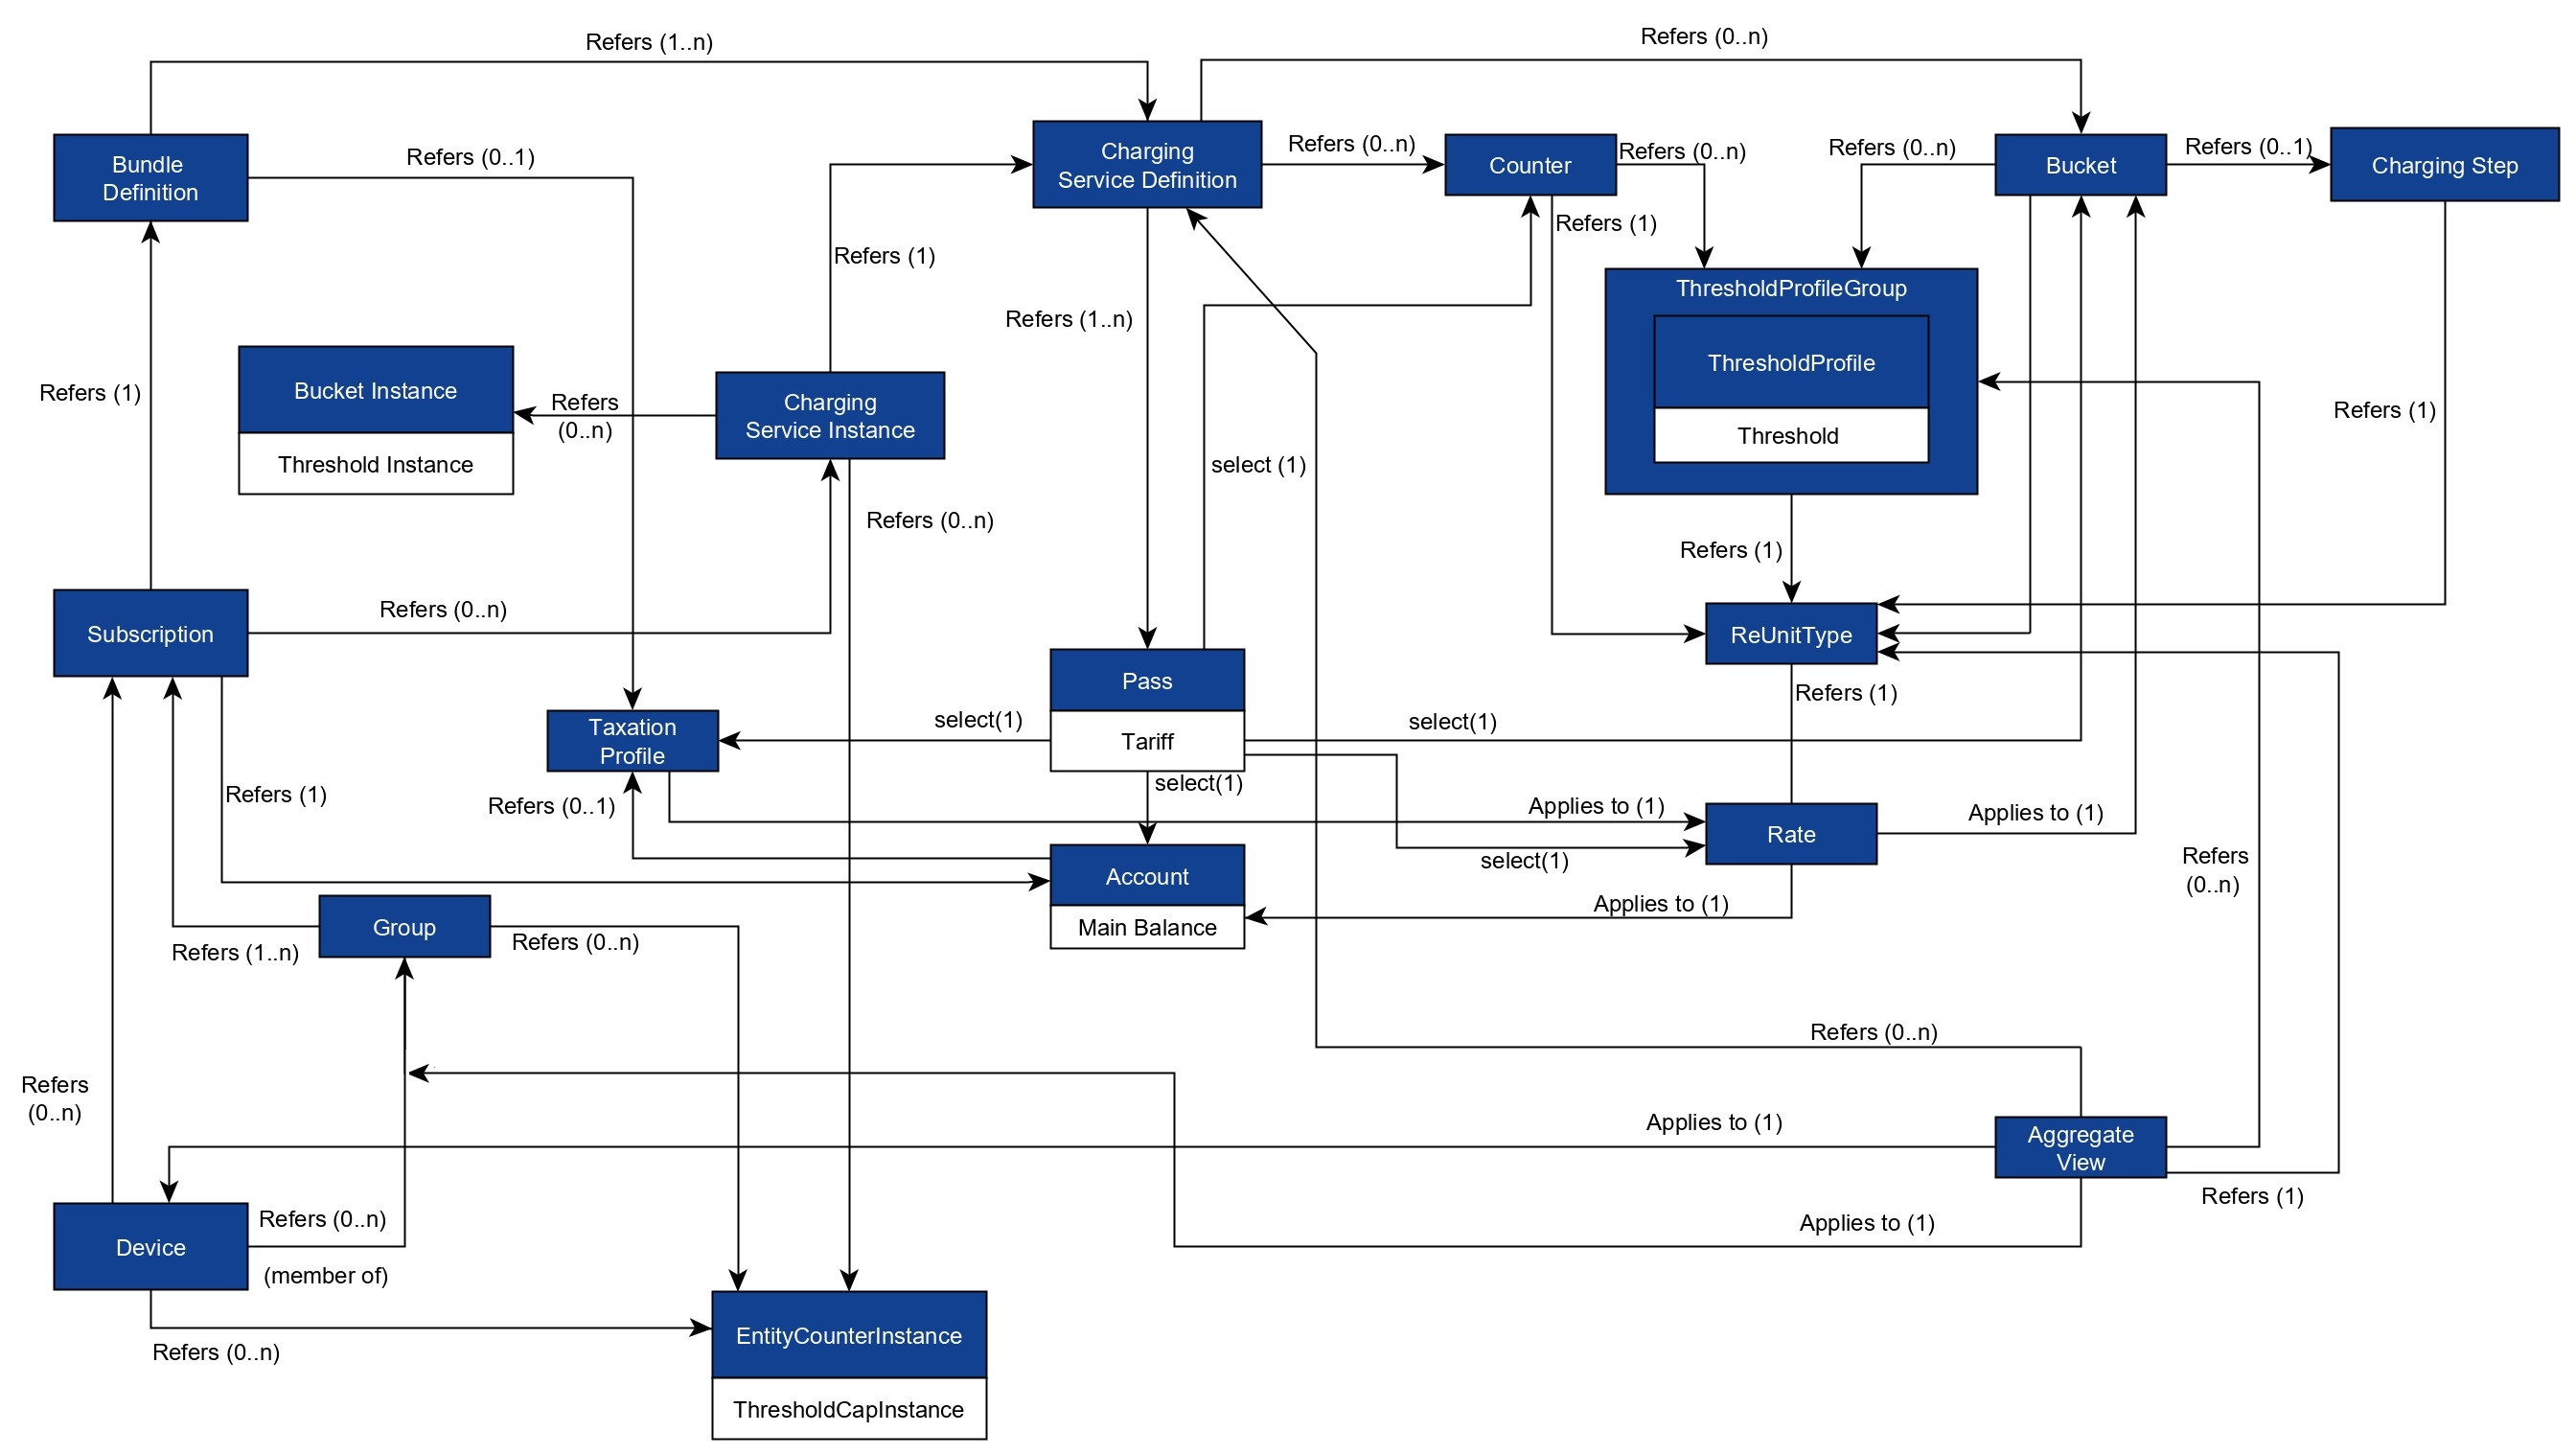 Refers (1..n)
Refers (0..n)
Bundle
Definition
Refers (0..1)
Charging
Service Definition
Refers (0..n)
Counter
Refers (0..n)
Refers (0..n)
Bucket
Refers (0..1)
Charging Step
Refers (1)
Refers (1)
ThresholdProfileGroup
Refers (1..n)
ThresholdProfile
Threshold
Refers (1)
Bucket Instance
Threshold Instance
Refers
(0..n)
Charging
Service Instance
Refers (1)
select (1)
Refers (0..n)
Refers (1)
Subscription
Refers (0..n)
ReUnitType
Refers (1)
Pass
Tariff
select(1)
select(1)
Taxation
Profile
select(1)
Refers (1)
Refers (0..1)
Applies to (1)
Rate
Applies to (1)
select(1)
Account
Main Balance
Applies to (1)
Refers
(0..n)
Group
Refers (1..n)
Refers (0..n)
Refers (0..n)
Refers
(0..n)
Applies to (1)
Aggregate
View
Refers (1)
Applies to (1)
Device
Refers (0..n)
(member of)
Refers (0..n)
EntityCounterInstance
ThresholdCapInstance